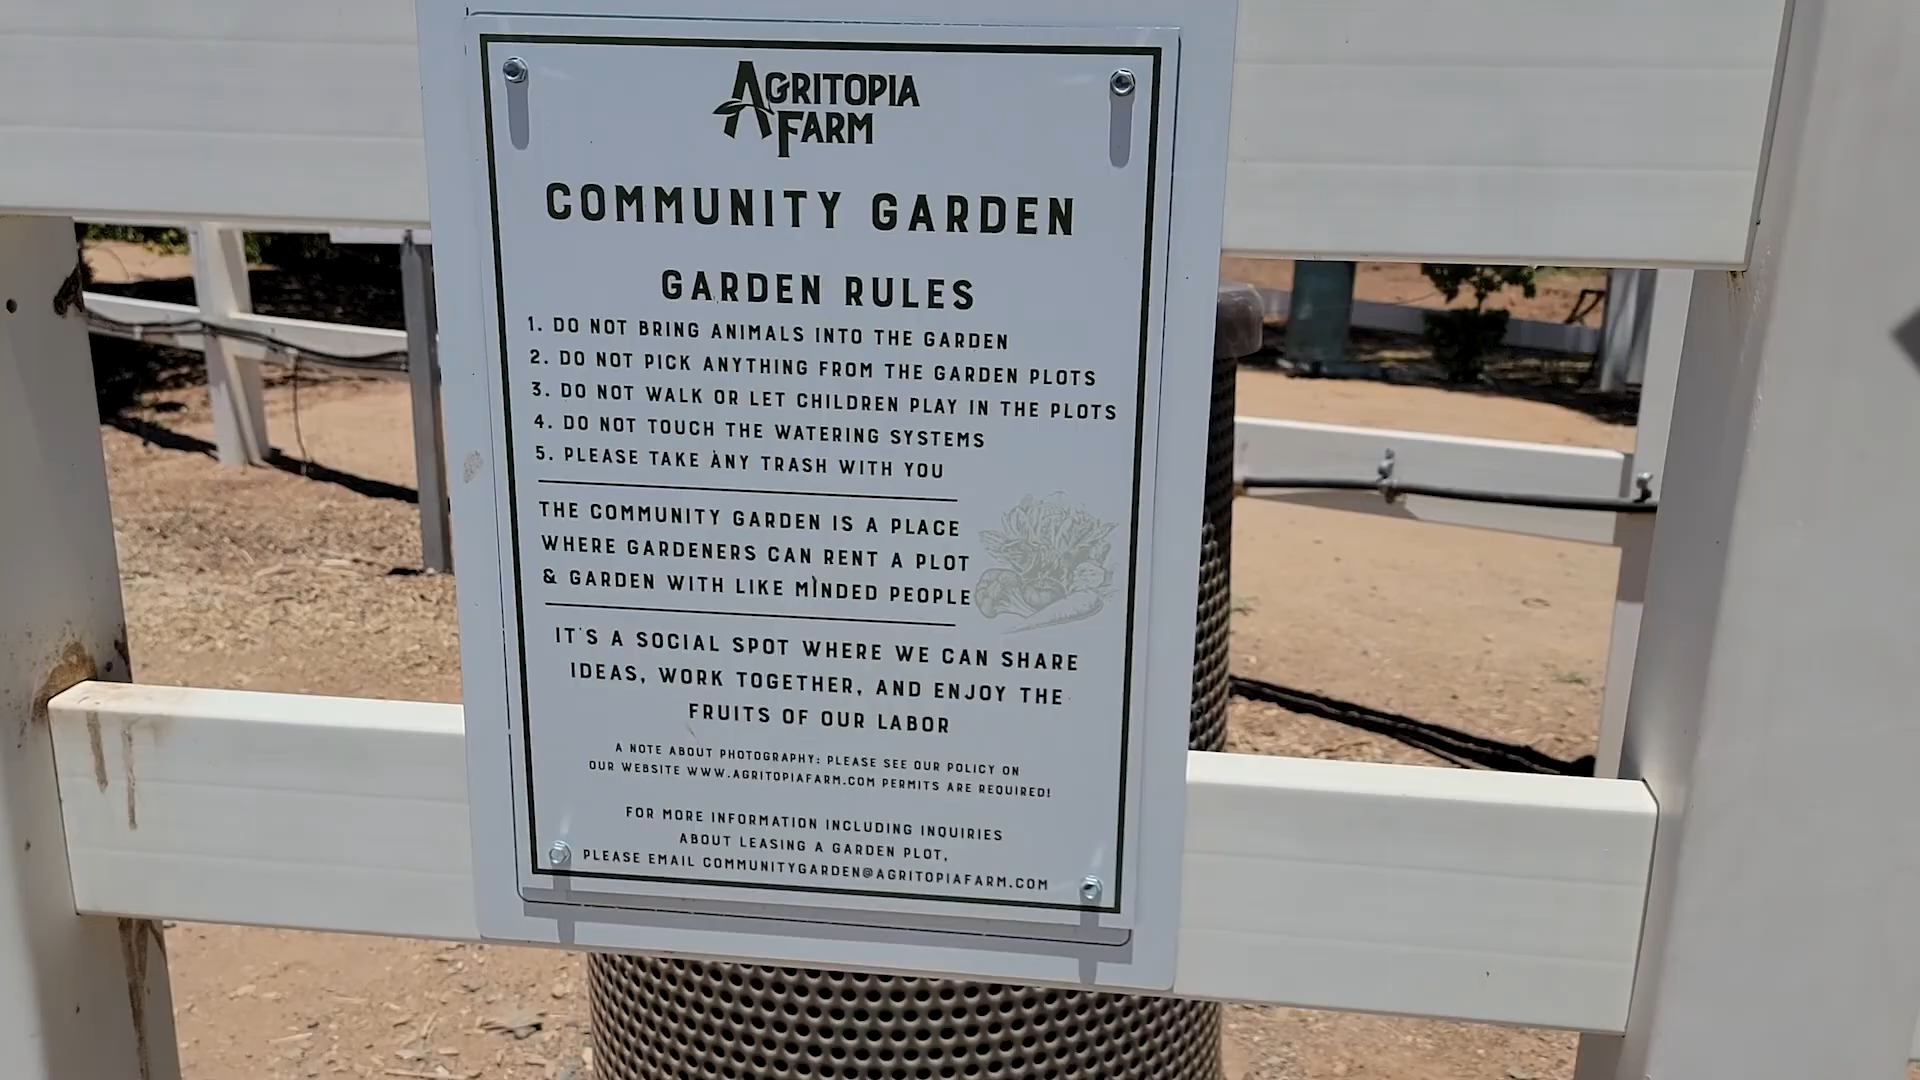 AGRITOPIA
FARM
COMMUNITY GARDEN
GARDEN RULES
1. DO NOT BRING ANIMALS INTO THE GARDEN
2. DO NOT PICK ANYTHING FROM THE GARDEN PLOTS
3. DO NOT WALK OR LET CHILDREN PLAY IN THE PLOTS
4. DO NOT TOUCH THE WATERING SYSTEMS
5. PLEASE TAKE ANY TRASH WITH YOU
THE COMMUNITY GARDEN IS A PLACE
WHERE GARDENERS CAN RENT A PLOT
& GARDEN WITH LIKE MINDED PEOPLE
IT'S A SOCIAL SPOT WHERE WE CAN SHARE
IDEAS, WORK TOGETHER, AND ENJOY THE
FRUITS OF OUR LABOR
A NOTE ABOUT PHOTOGRAPHY: PLEASE SEE OUR POLICY ON
OUR WEBSITE WWW.AGRITOPIAFARM.COM PERMITS ARE REQUIRED!
FOR MORE INFORMATION INCLUDING INQUIRIES
ABOUT LEASING A GARDEN PLOT,
PLEASE EMAIL COMMUNITYGARDEN@AGRITOPIAFARM.COM